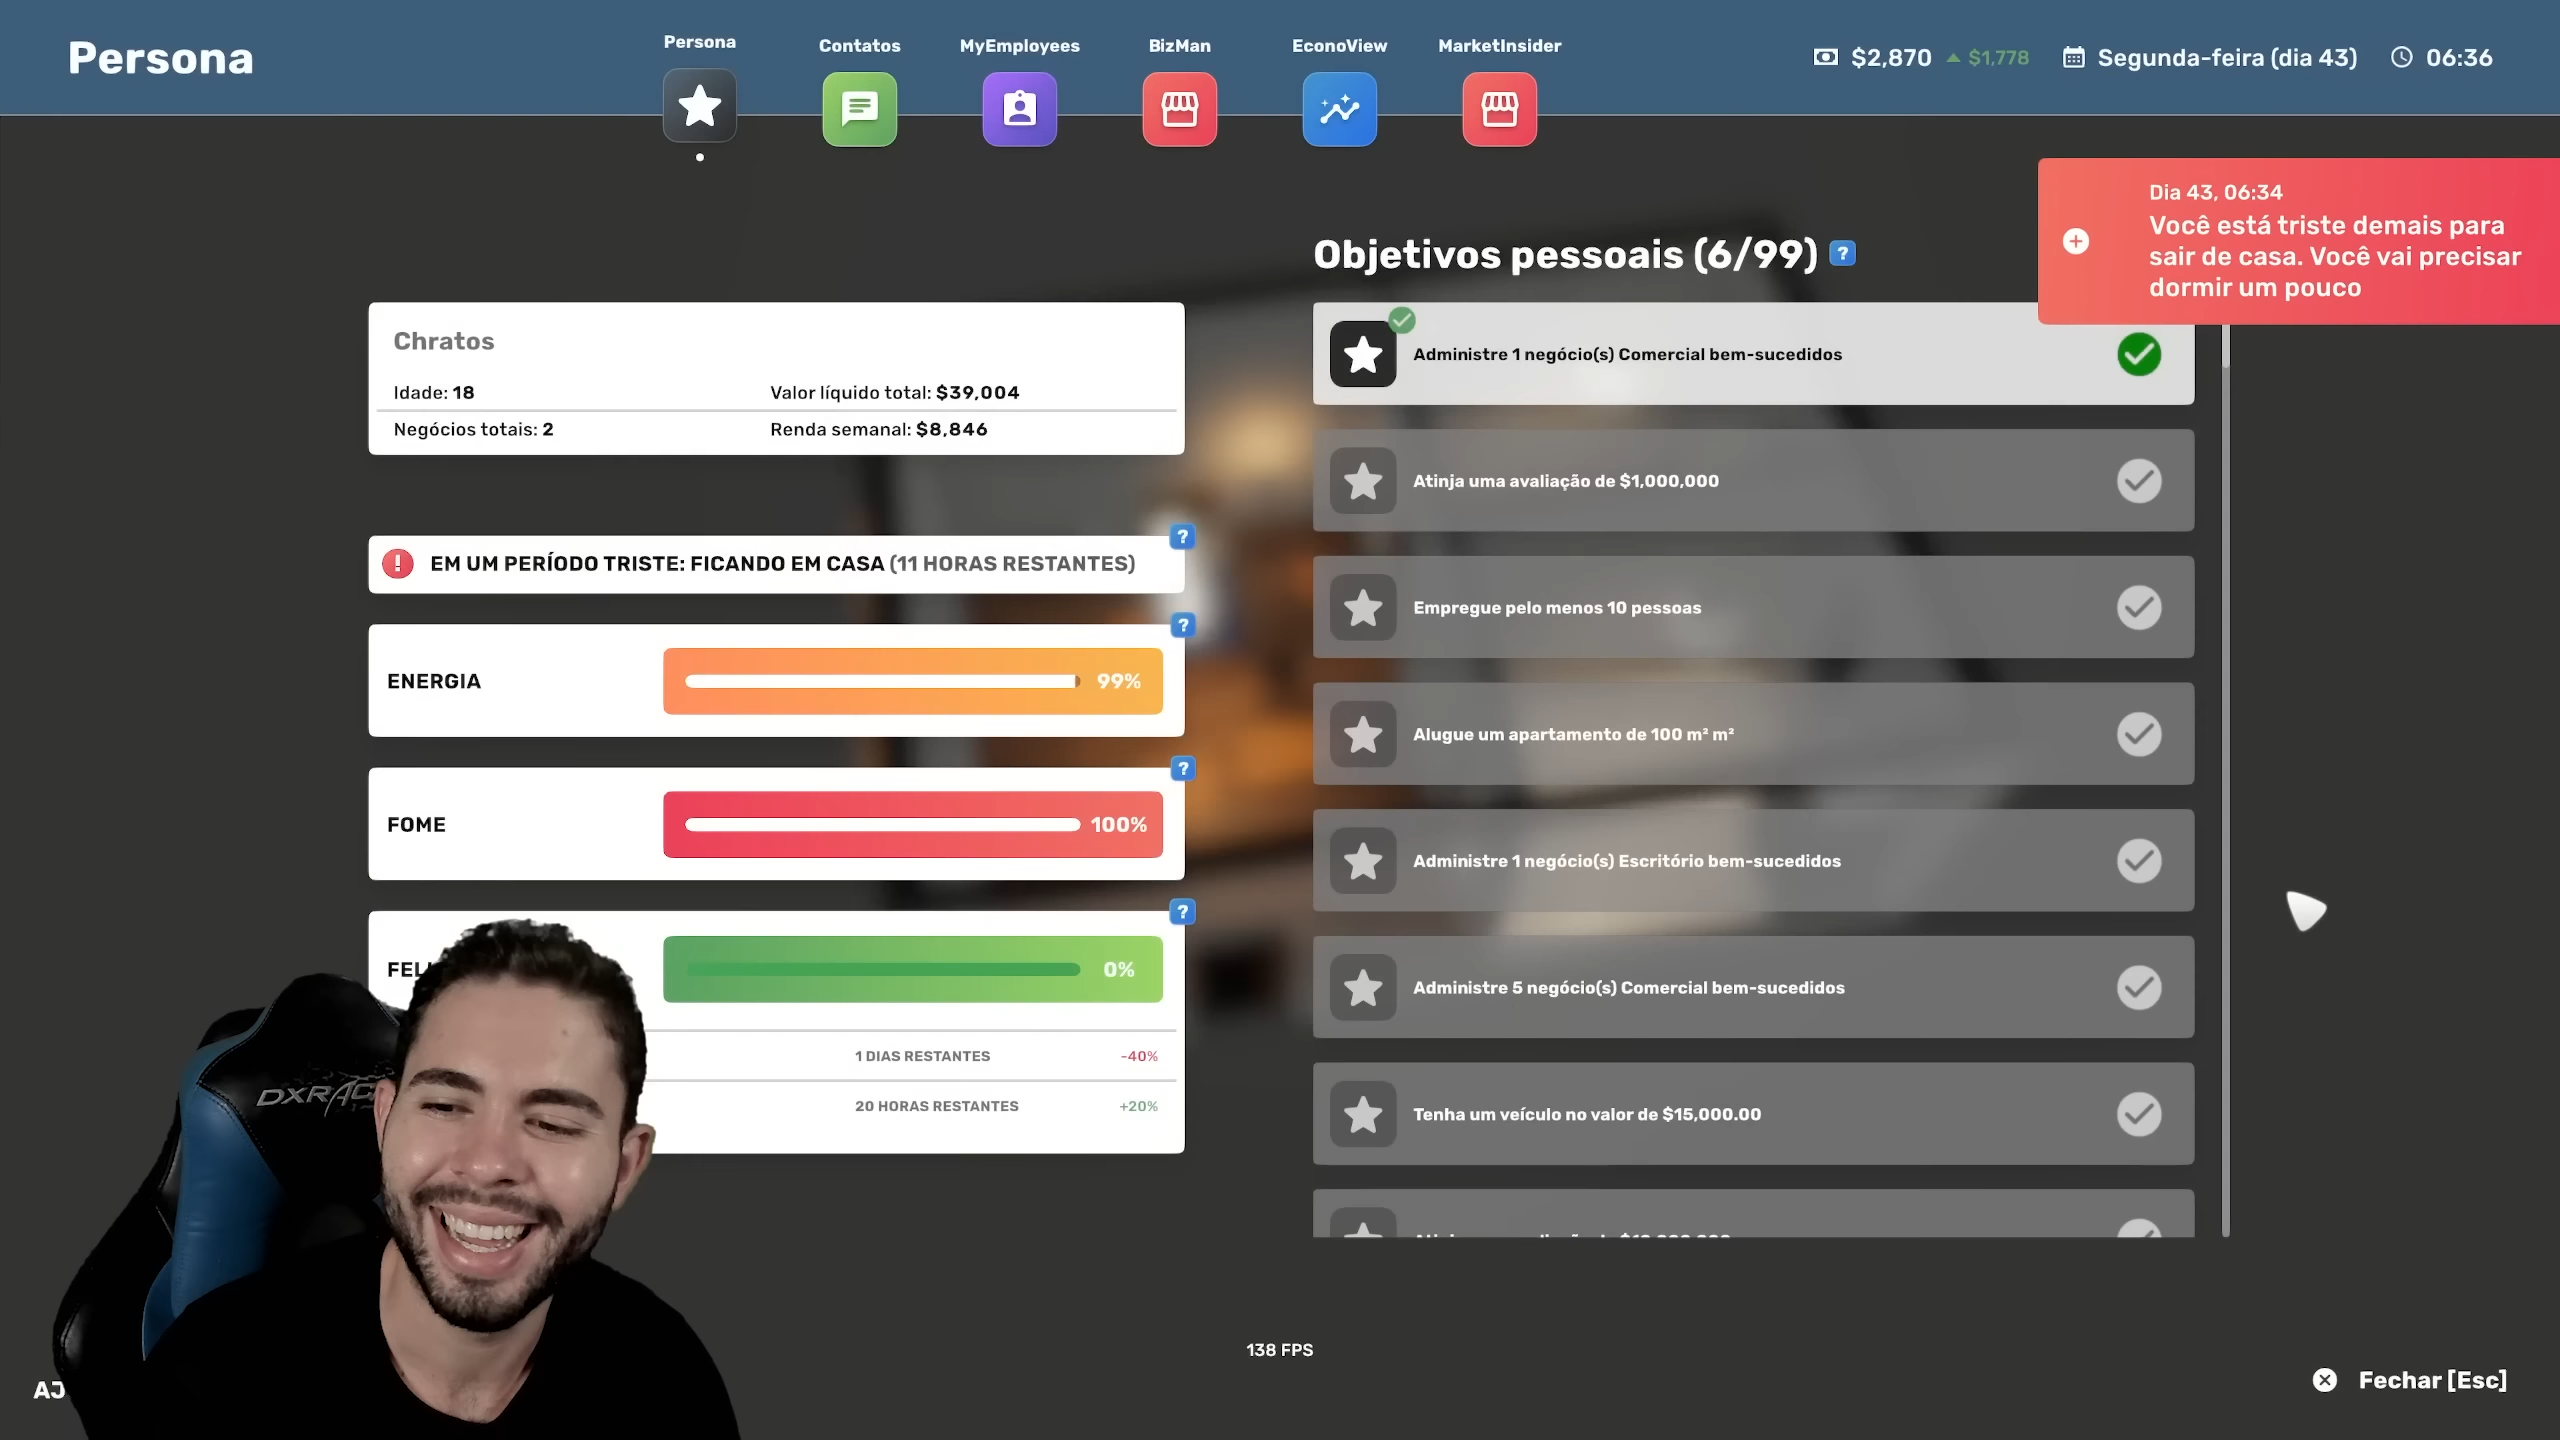 Persona
Persona
Contatos
MyEmployees
BizMan
EconoView
MarketInsider
$2,870
$1,778
Segunda-feira (dia 43)
06:36
Dia 43, 06:34
Você está triste demais para
sair de casa. Você vai precisar
dormir um pouco
Chratos
Idade: 18
Valor líquido total: $39,004
Negócios totais: 2
Renda semanal: $8,846
EM UM PERÍODO TRISTE: FICANDO EM CASA (11 HORAS RESTANTES)
?
ENERGIA
99%
?
FOME
100%
?
FEL
0%
?
1 DIAS RESTANTES
-40%
20 HORAS RESTANTES
+20%
Objetivos pessoais (6/99)
?
Administre 1 negócio(s) Comercial bem-sucedidos
Atinja uma avaliação de $1,000,000
Empregue pelo menos 10 pessoas
Alugue um apartamento de 100 m² m²
Administre 1 negócio(s) Escritório bem-sucedidos
Administre 5 negócio(s) Comercial bem-sucedidos
Tenha um veículo no valor de $15,000.00
138 FPS
AJ
Fechar [Esc]